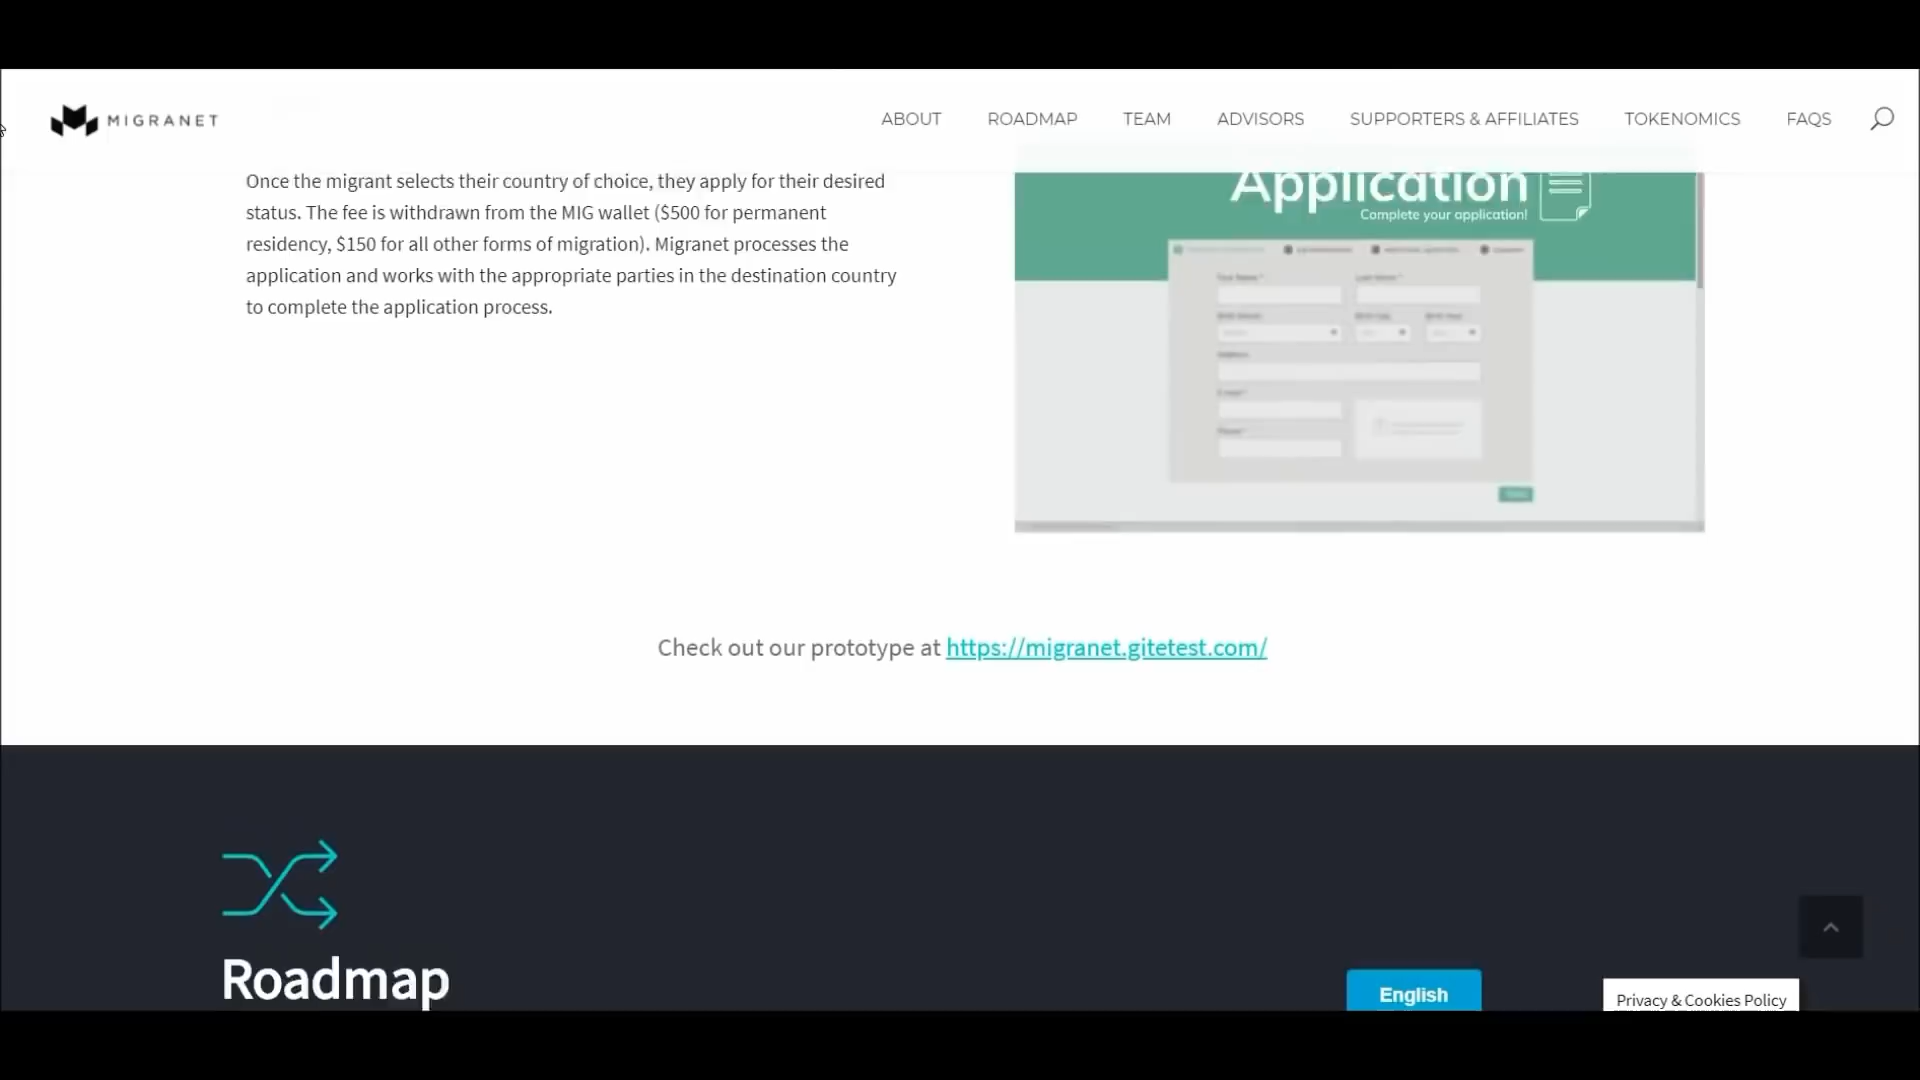 MIGRANET
ABOUT ROADMAP TEAM ADVISORS SUPPORTERS & AFFILIATES TOKENOMICS FAQS
Once the migrant selects their country of choice, they apply for their desired
status. The fee is withdrawn from the MIG wallet ($500 for permanent
residency, $150 for all other forms of migration). Migranet processes the
application and works with the appropriate parties in the destination country
to complete the application process.
Application
Complete your application!
Check out our prototype at https://migranet.gitetest.com/
Roadmap
English
Privacy & Cookies Policy